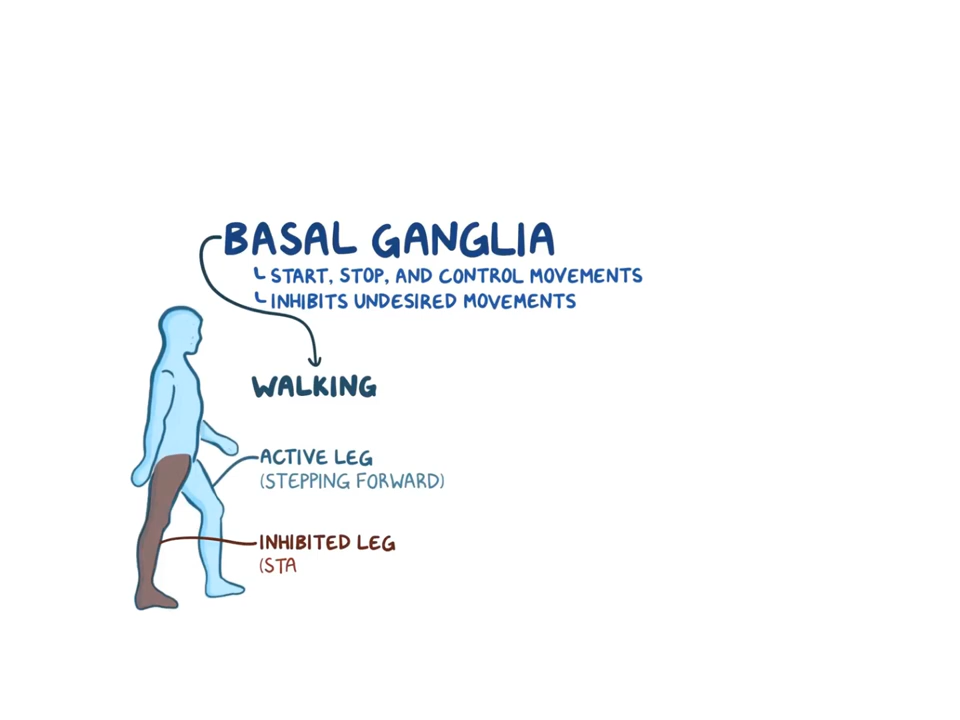 BASAL GANGLIA
START, STOP, AND CONTROL MOVEMENTS
INHIBITS UNDESIRED MOVEMENTS
WALKING
ACTIVE LEG
(STEPPING FORWARD)
INHIBITED LEG
(STA